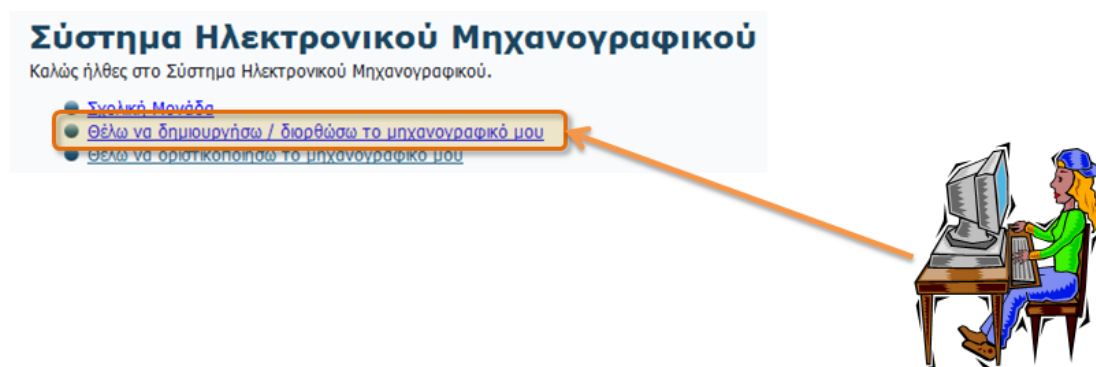 Σύστημα Ηλεκτρονικού Μηχανογραφικού
Καλώς ήλθες στο Σύστημα Ηλεκτρονικού Μηχανογραφικού.
Σχολική Μονάδα
Θέλω να δημιουργήσω / διορθώσω το μηχανογραφικό μου
Θέλω να οριστικοποιήσω το μηχανογραφικό μου